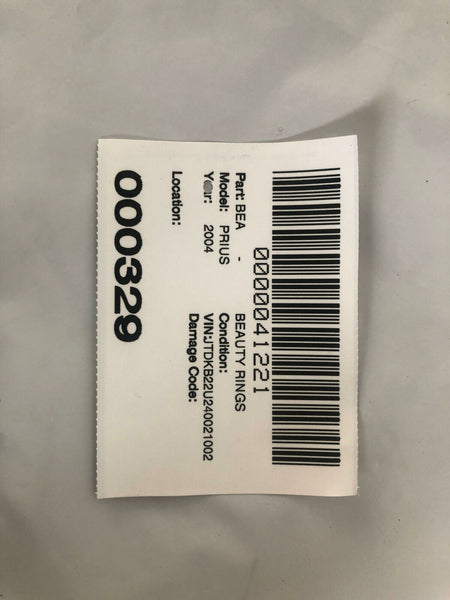 0000041221
Part: BEA - BEAUTY RINGS
Model: PRIUS Condition:
Year: 2004 VIN:JTDKB22U240021002
Damage Code:
Location:
000329